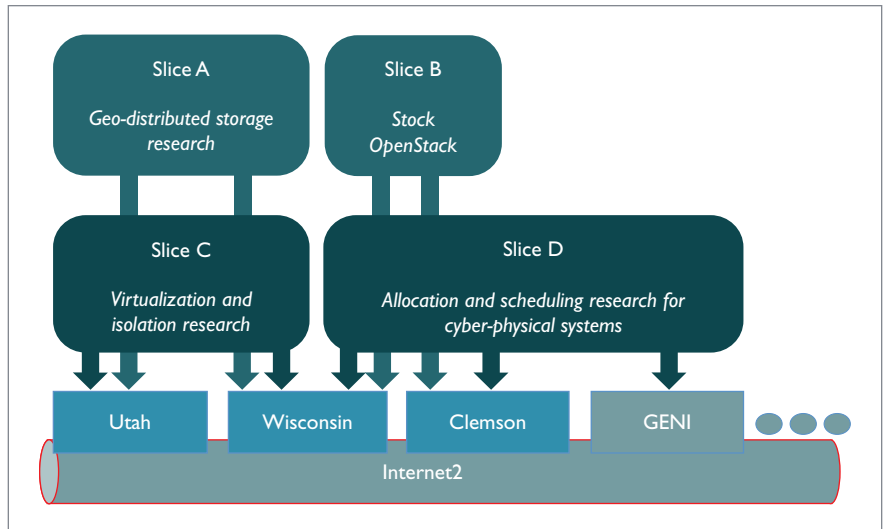 Slice A
Geo-distributed storage
research
Slice B
Stock
OpenStack
Slice C
Virtualization and
isolation research
Slice D
Allocation and scheduling research for
cyber-physical systems
Utah
Wisconsin
Clemson
GENI
Internet2